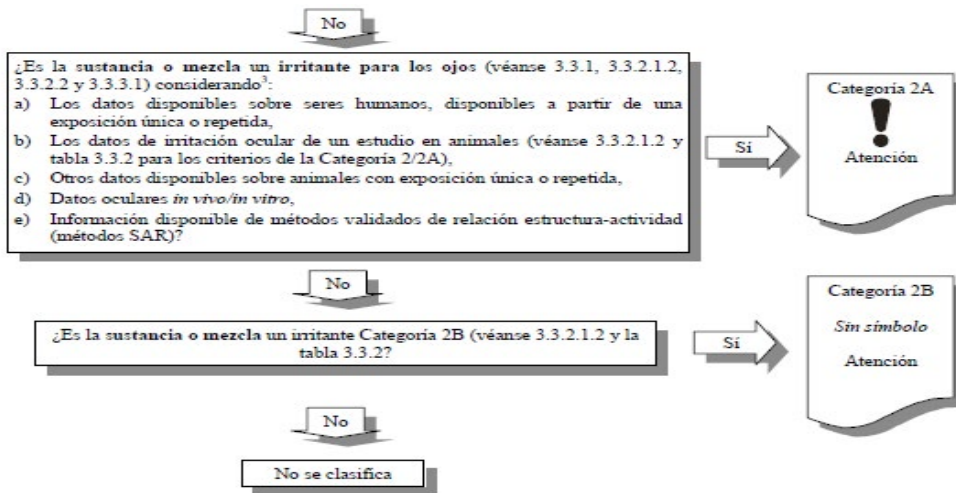 No
¿Es la sustancia o mezcla un irritante para los ojos (véanse 3.3.1, 3.3.2.1.2,
3.3.2.2 y 3.3.3.1) considerando³:
a) Los datos disponibles sobre seres humanos, disponibles a partir de una
exposición única o repetida,
b) Los datos de irritación ocular de un estudio en animales (véanse 3.3.2.1.2 y
tabla 3.3.2 para los criterios de la Categoría 2/2A),
c) Otros datos disponibles sobre animales con exposición única o repetida,
d) Datos oculares in vivo/in vitro,
e) Información disponible de métodos validados de relación estructura-actividad
(métodos SAR)?
Sí
Categoría 2A
!
Atención
No
¿Es la sustancia o mezcla un irritante Categoría 2B (véanse 3.3.2.1.2 y la
tabla 3.3.2?
Sí
Categoría 2B
Sin símbolo
Atención
No
No se clasifica